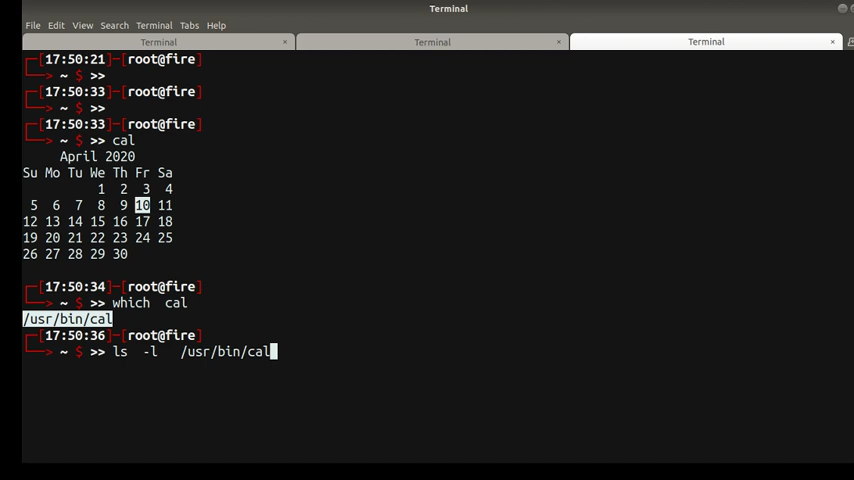 Terminal
File Edit View Search Terminal Tabs Help
Terminal × Terminal × Terminal ×
┌─[17:50:21]─[root@fire]
└──> ~ $ >>
┌─[17:50:33]─[root@fire]
└──> ~ $ >>
┌─[17:50:33]─[root@fire]
└──> ~ $ >> cal
     April 2020
Su Mo Tu We Th Fr Sa
          1  2  3  4
 5  6  7  8  9 10 11
12 13 14 15 16 17 18
19 20 21 22 23 24 25
26 27 28 29 30
┌─[17:50:34]─[root@fire]
└──> ~ $ >> which  cal
/usr/bin/cal
┌─[17:50:36]─[root@fire]
└──> ~ $ >> ls  -l   /usr/bin/cal